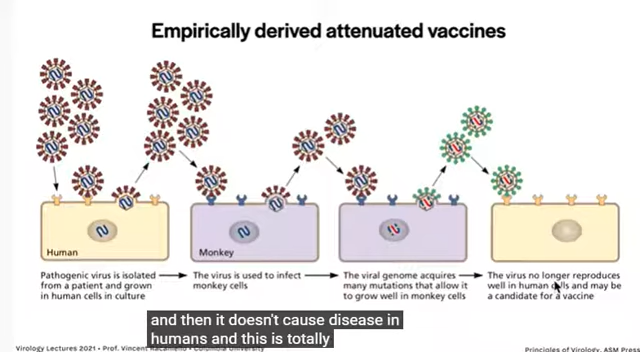 Empirically derived attenuated vaccines
Human
Monkey
Pathogenic virus is isolated
from a patient and grown
in human cells in culture
The virus is used to infect
monkey cells
The viral genome acquires
many mutations that allow it
to grow well in monkey cells
The virus no longer reproduces
well in human cells and may be
a candidate for a vaccine
and then it doesn't cause disease in
humans and this is totally
Virology Lectures 2021 • Prof. Vincent Racaniello • Columbia University
Principles of Virology, ASM Press